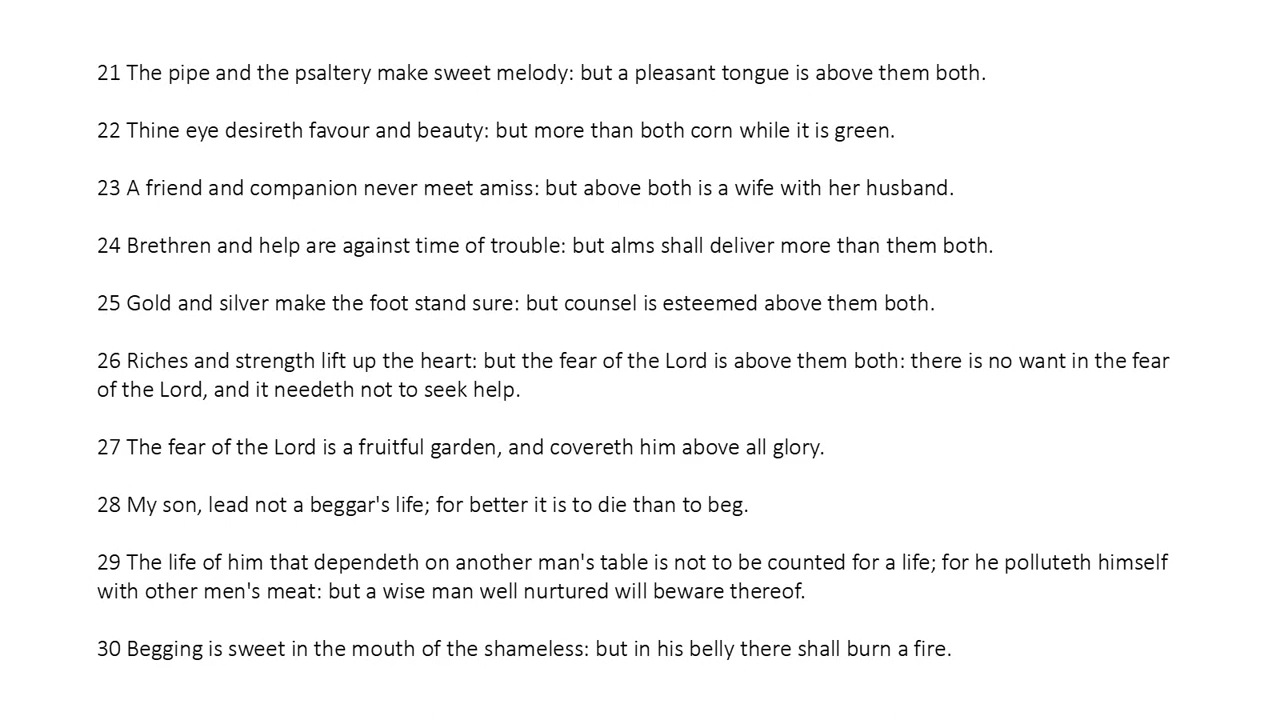 21 The pipe and the psaltery make sweet melody: but a pleasant tongue is above them both.
22 Thine eye desireth favour and beauty: but more than both corn while it is green.
23 A friend and companion never meet amiss: but above both is a wife with her husband.
24 Brethren and help are against time of trouble: but alms shall deliver more than them both.
25 Gold and silver make the foot stand sure: but counsel is esteemed above them both.
26 Riches and strength lift up the heart: but the fear of the Lord is above them both: there is no want in the fear
of the Lord, and it needeth not to seek help.
27 The fear of the Lord is a fruitful garden, and covereth him above all glory.
28 My son, lead not a beggar's life; for better it is to die than to beg.
29 The life of him that dependeth on another man's table is not to be counted for a life; for he polluteth himself
with other men's meat: but a wise man well nurtured will beware thereof.
30 Begging is sweet in the mouth of the shameless: but in his belly there shall burn a fire.